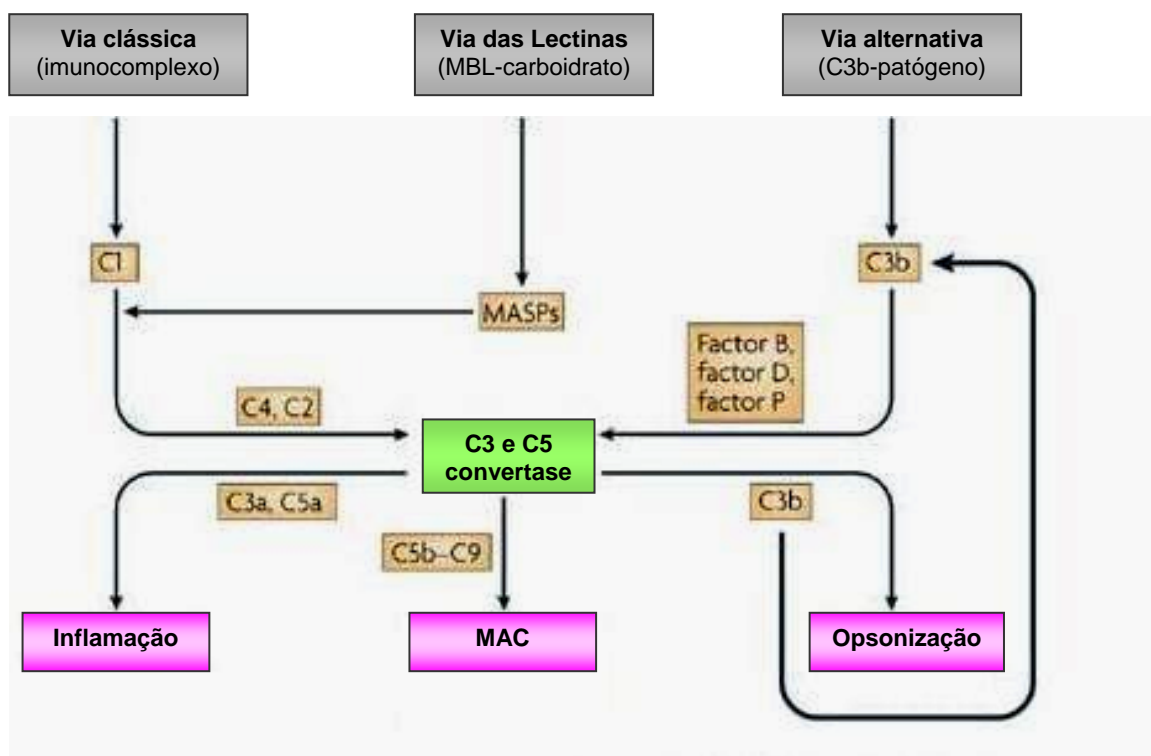 Via clássica
(imunocomplexo)
Via das Lectinas
(MBL-carboidrato)
Via alternativa
(C3b-patógeno)
C1
C3b
MASPs
Factor B,
factor D,
factor P
C4, C2
C3 e C5
convertase
C3a, C5a
C3b
C5b–C9
Inflamação
MAC
Opsonização